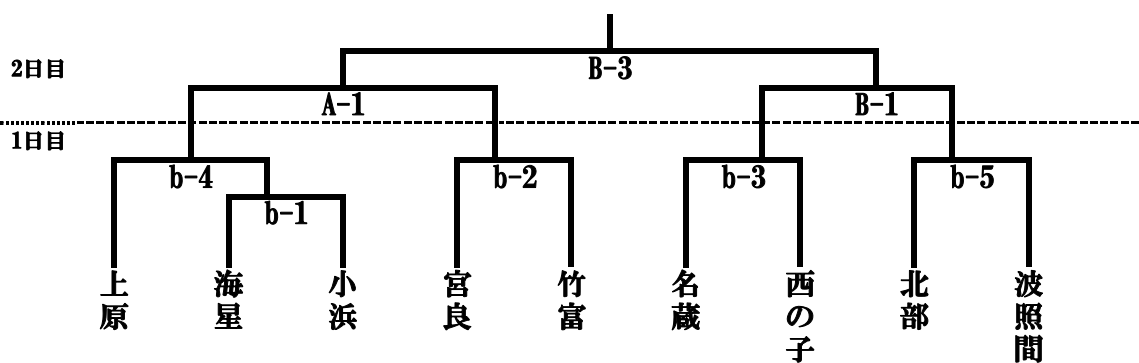 B-3
2日目
A-1
B-1
1日目
b-4
b-2
b-3
b-5
b-1
上原
海星
小浜
宮良
竹富
名蔵
西の子
北部
波照間